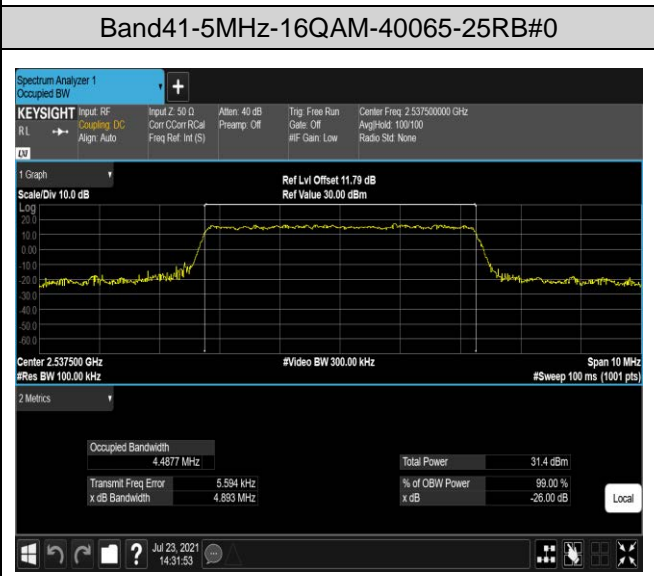 Band41-5MHz-16QAM-40065-25RB#0
Spectrum Analyzer 1
Occupied BW
+
KEYSIGHT
RL
LXI
Input: RF
Coupling: DC
Align: Auto
Input Z: 50 Ω
Corr CCorr RCal
Freq Ref: Int (S)
Atten: 40 dB
Preamp: Off
Trig: Free Run
Gate: Off
#IF Gain: Low
Center Freq: 2.537500000 GHz
Avg|Hold: 100/100
Radio Std: None
1 Graph
Scale/Div 10.0 dB
Ref Lvl Offset 11.79 dB
Ref Value 30.00 dBm
Log
20.0
10.0
0.00
-10.0
-20.0
-30.0
-40.0
-50.0
-60.0
Center 2.537500 GHz
#Video BW 300.00 kHz
Span 10 MHz
#Res BW 100.00 kHz
#Sweep 100 ms (1001 pts)
2 Metrics
Occupied Bandwidth
4.4877 MHz
Total Power 31.4 dBm
Transmit Freq Error 5.594 kHz
% of OBW Power 99.00 %
x dB Bandwidth 4.893 MHz
x dB -26.00 dB
Local
?
Jul 23, 2021
14:31:53